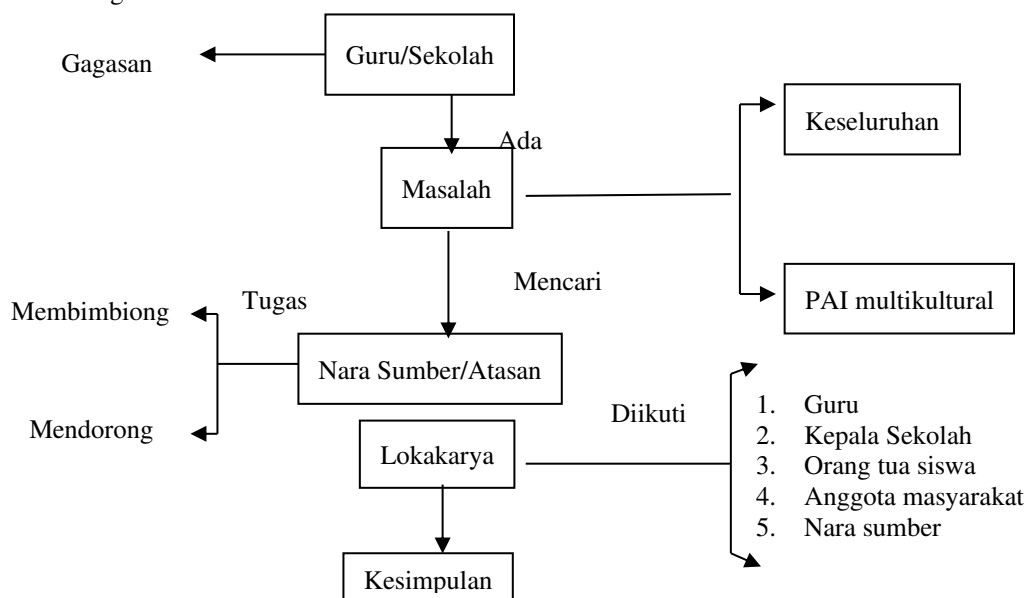 Guru/Sekolah
Gagasan
Ada
Masalah
Keseluruhan
PAI multikultural
Mencari
Tugas
Membimbiong
Mendorong
Nara Sumber/Atasan
Lokakarya
Diikuti
1. Guru
2. Kepala Sekolah
3. Orang tua siswa
4. Anggota masyarakat
5. Nara sumber
Kesimpulan